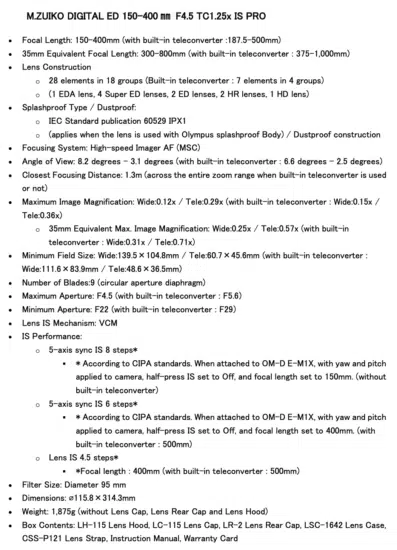 M.ZUIKO DIGITAL ED 150-400 mm F4.5 TC1.25x IS PRO
• Focal Length: 150-400mm (with built-in teleconverter :187.5-500mm)
• 35mm Equivalent Focal Length: 300-800mm (with built-in teleconverter : 375-1,000mm)
• Lens Construction
o 28 elements in 18 groups (Built-in teleconverter : 7 elements in 4 groups)
o (1 EDA lens, 4 Super ED lenses, 2 ED lenses, 2 HR lenses, 1 HD lens)
• Splashproof Type / Dustproof:
o IEC Standard publication 60529 IPX1
o (applies when the lens is used with Olympus splashproof Body) / Dustproof construction
• Focusing System: High-speed Imager AF (MSC)
• Angle of View: 8.2 degrees - 3.1 degrees (with built-in teleconverter : 6.6 degrees - 2.5 degrees)
• Closest Focusing Distance: 1.3m (across the entire zoom range when built-in teleconverter is used
or not)
• Maximum Image Magnification: Wide:0.12x / Tele:0.29x (with built-in teleconverter : Wide:0.15x /
Tele:0.36x)
o 35mm Equivalent Max. Image Magnification: Wide:0.25x / Tele:0.57x (with built-in
teleconverter : Wide:0.31x / Tele:0.71x)
• Minimum Field Size: Wide:139.5×104.8mm / Tele:60.7×45.6mm (with built-in teleconverter :
Wide:111.6×83.9mm / Tele:48.6×36.5mm)
• Number of Blades:9 (circular aperture diaphragm)
• Maximum Aperture: F4.5 (with built-in teleconverter : F5.6)
• Minimum Aperture: F22 (with built-in teleconverter : F29)
• Lens IS Mechanism: VCM
• IS Performance:
o 5-axis sync IS 8 steps*
▪ * According to CIPA standards. When attached to OM-D E-M1X, with yaw and pitch
applied to camera, half-press IS set to Off, and focal length set to 150mm. (without
built-in teleconverter)
o 5-axis sync IS 6 steps*
▪ * According to CIPA standards. When attached to OM-D E-M1X, with yaw and pitch
applied to camera, half-press IS set to Off, and focal length set to 400mm. (with
built-in teleconverter : 500mm)
o Lens IS 4.5 steps*
▪ *Focal length : 400mm (with built-in teleconverter : 500mm)
• Filter Size: Diameter 95 mm
• Dimensions: ø115.8×314.3mm
• Weight: 1,875g (without Lens Cap, Lens Rear Cap and Lens Hood)
• Box Contents: LH-115 Lens Hood, LC-115 Lens Cap, LR-2 Lens Rear Cap, LSC-1642 Lens Case,
CSS-P121 Lens Strap, Instruction Manual, Warranty Card